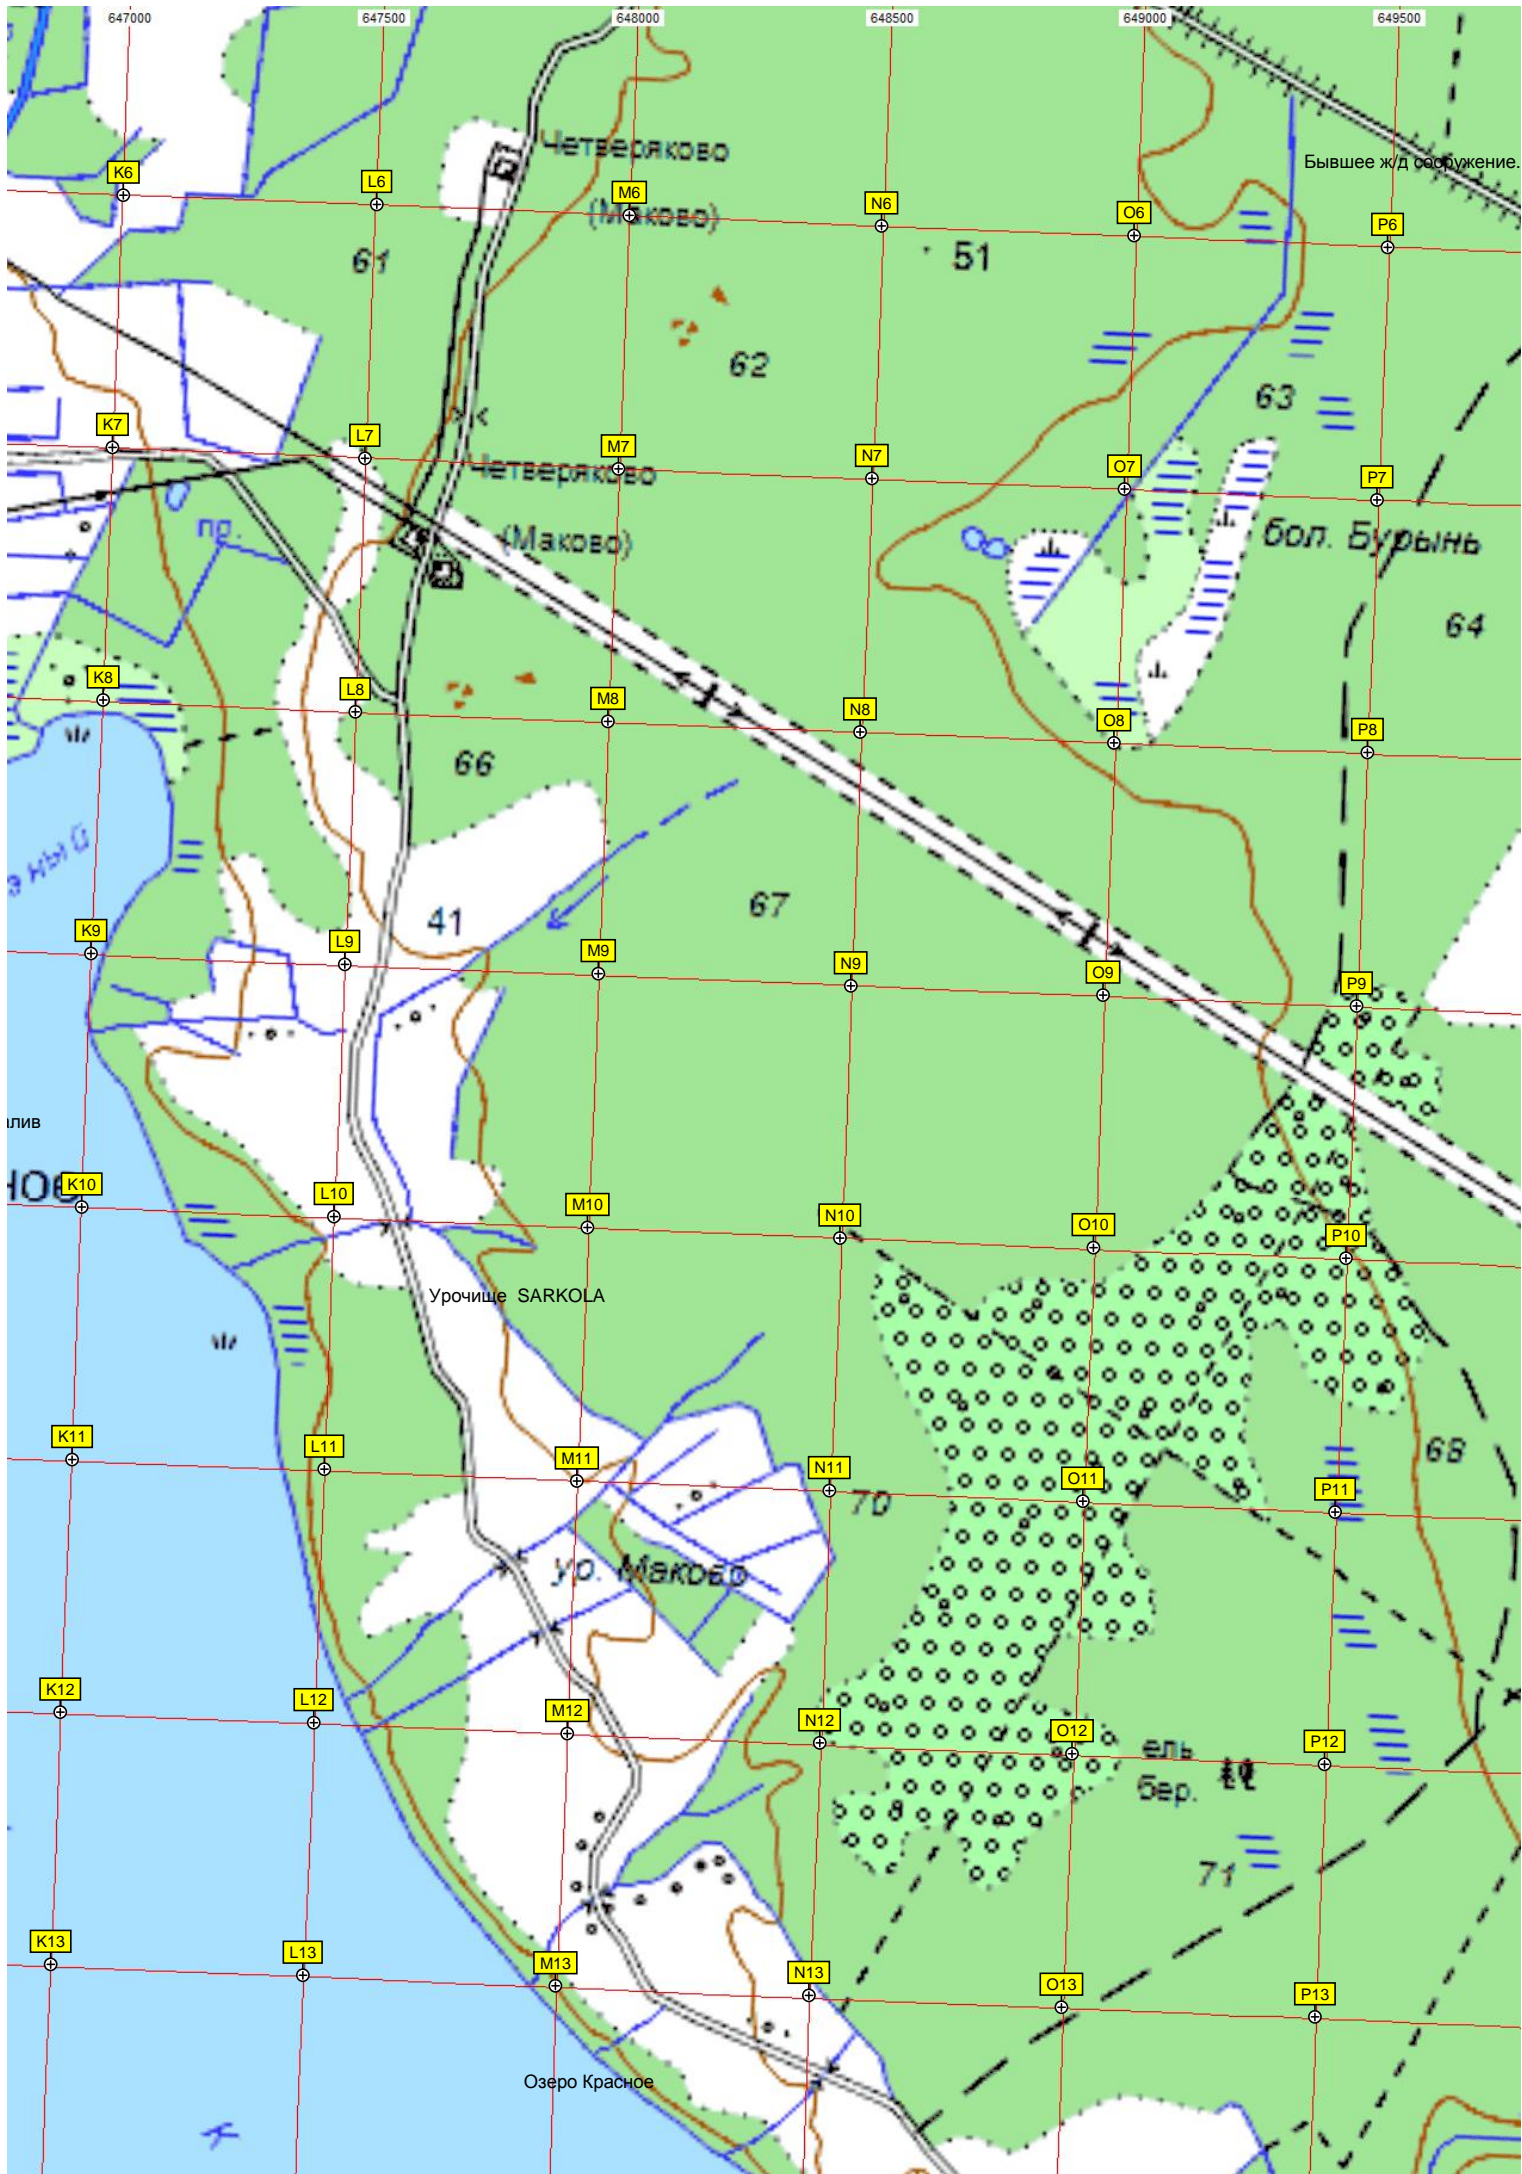 647000 647500 648000 648500 649000 649500
Четверяково
Бывшее ж/д сооружение.
K6 L6 M6 N6 O6 P6
(Маково)
61 51
62
63
K7 L7 M7 N7 O7 P7
Четверяково
пр. (Маково) бол. Бурынь
64
K8 L8 M8 N8 O8 P8
66
ный
67
41
K9 L9 M9 N9 O9 P9
алив
ное
K10 L10 M10 N10 O10 P10
Урочище SARKOLA
K11 L11 M11 N11 O11 P11
68
70
ур. Маково
K12 L12 M12 N12 O12 P12
ель
бер.
71
K13 L13 M13 N13 O13 P13
Озеро Красное